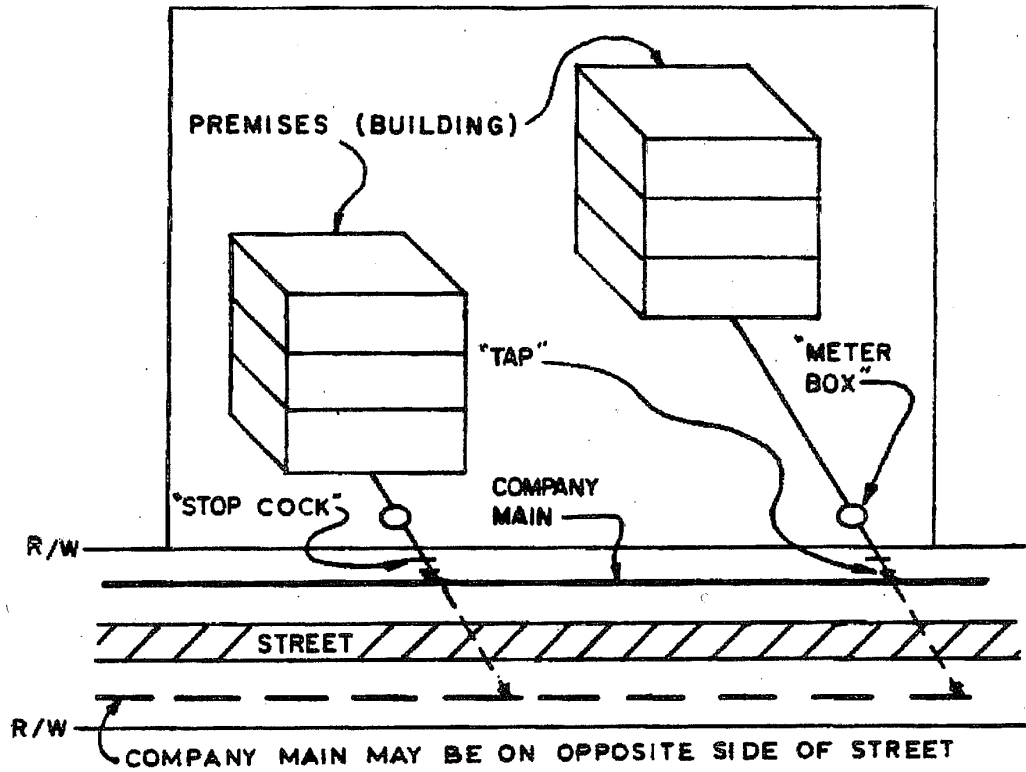 PREMISES (BUILDING)
"TAP"
"METER
BOX"
"STOP COCK"
COMPANY
MAIN
R/W
STREET
R/W
COMPANY MAIN MAY BE ON OPPOSITE SIDE OF STREET